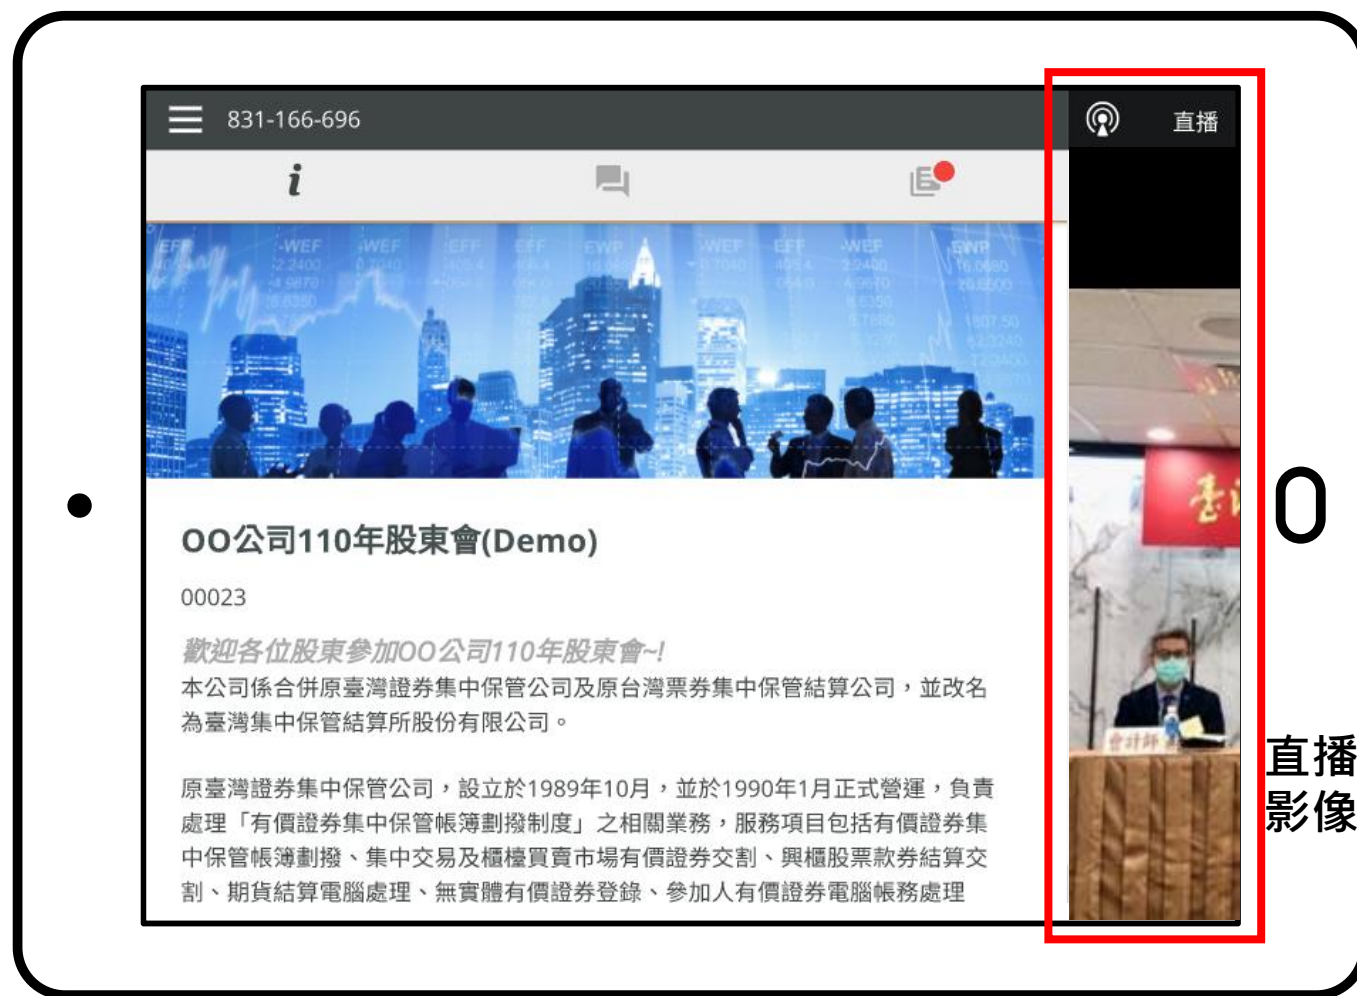 831-166-696
直播
i
OO公司110年股東會(Demo)
00023
歡迎各位股東參加OO公司110年股東會~!
本公司係合併原臺灣證券集中保管公司及原台灣票券集中保管結算公司，並改名
為臺灣集中保管結算所股份有限公司。
原臺灣證券集中保管公司，設立於1989年10月，並於1990年1月正式營運，負責
處理「有價證券集中保管帳簿劃撥制度」之相關業務，服務項目包括有價證券集
中保管帳簿劃撥、集中交易及櫃檯買賣市場有價證券交割、興櫃股票款券結算交
割、期貨結算電腦處理、無實體有價證券登錄、參加人有價證券電腦帳務處理
臺
會計師
直播
影像